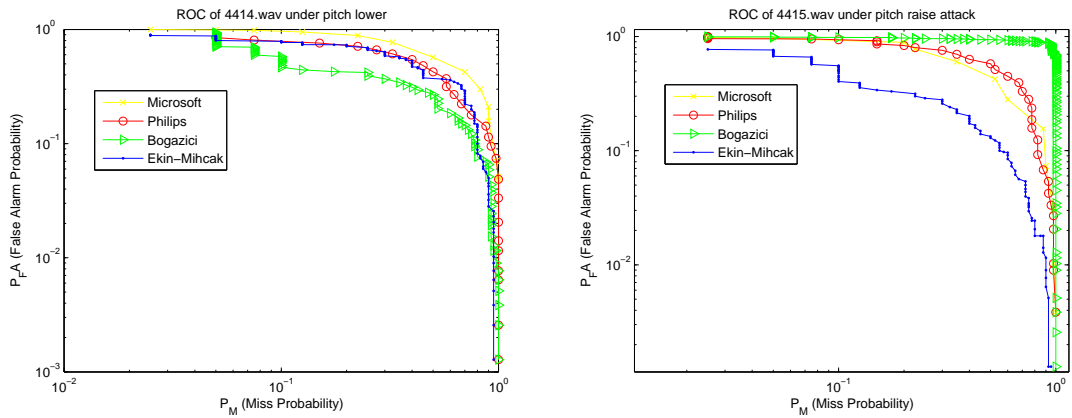 ROC of 4414.wav under pitch lower
10^0
10^-1
10^-2
10^-3
P_FA (False Alarm Probability)
Microsoft
Philips
Bogazici
Ekin-Mihcak
10^-2
10^-1
10^0
P_M (Miss Probability)
ROC of 4415.wav under pitch raise attack
10^0
10^-1
10^-2
P_FA (False Alarm Probability)
Microsoft
Philips
Bogazici
Ekin-Mihcak
10^-1
10^0
P_M (Miss Probability)